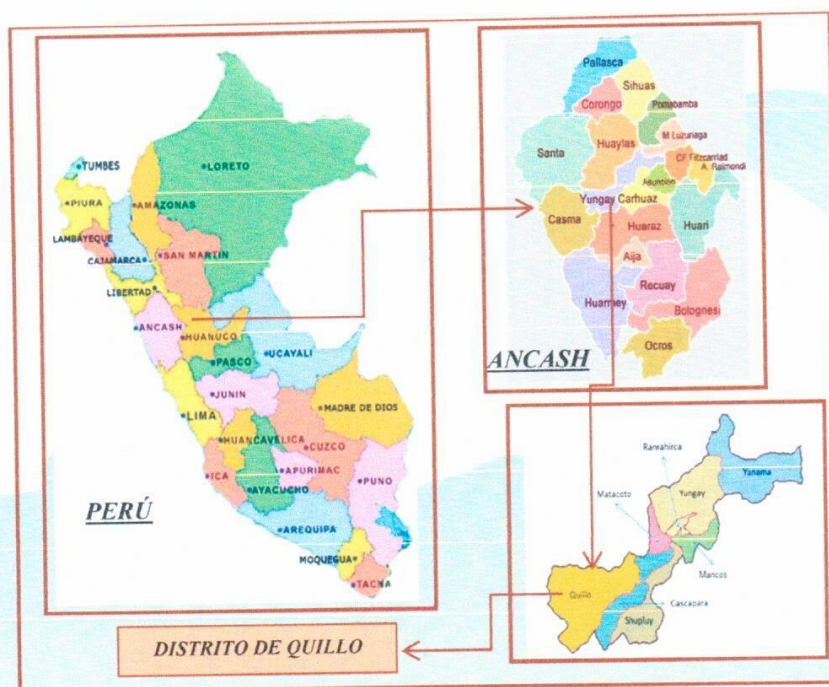 TUMBES
LORETO
PIURA
AMAZONAS
LAMBAYEQUE
CAJAMARCA
SAN MARTIN
LIBERTAD
ANCASH
HUANUCO
UCAYALI
PASCO
JUNIN
LIMA
MADRE DE DIOS
HUANCAVELICA
CUZCO
ICA
APURIMAC
PUNO
AYACUCHO
PERÚ
AREQUIPA
MOQUEGUA
TACNA
Pallasca
Sihuas
Corongo
Pomabamba
M. Luzuriaga
Huaylas
Santa
CF. Fitzcarriad
A. Raimondi
Asuncion
Yungay
Carhuaz
Casma
Huari
Huaraz
Aija
Recuay
Huarmey
Bolognesi
Ocros
ANCASH
Ranrahirca
Yanama
Yungay
Matacoto
Mancos
Quillo
Cascapara
Shupluy
DISTRITO DE QUILLO